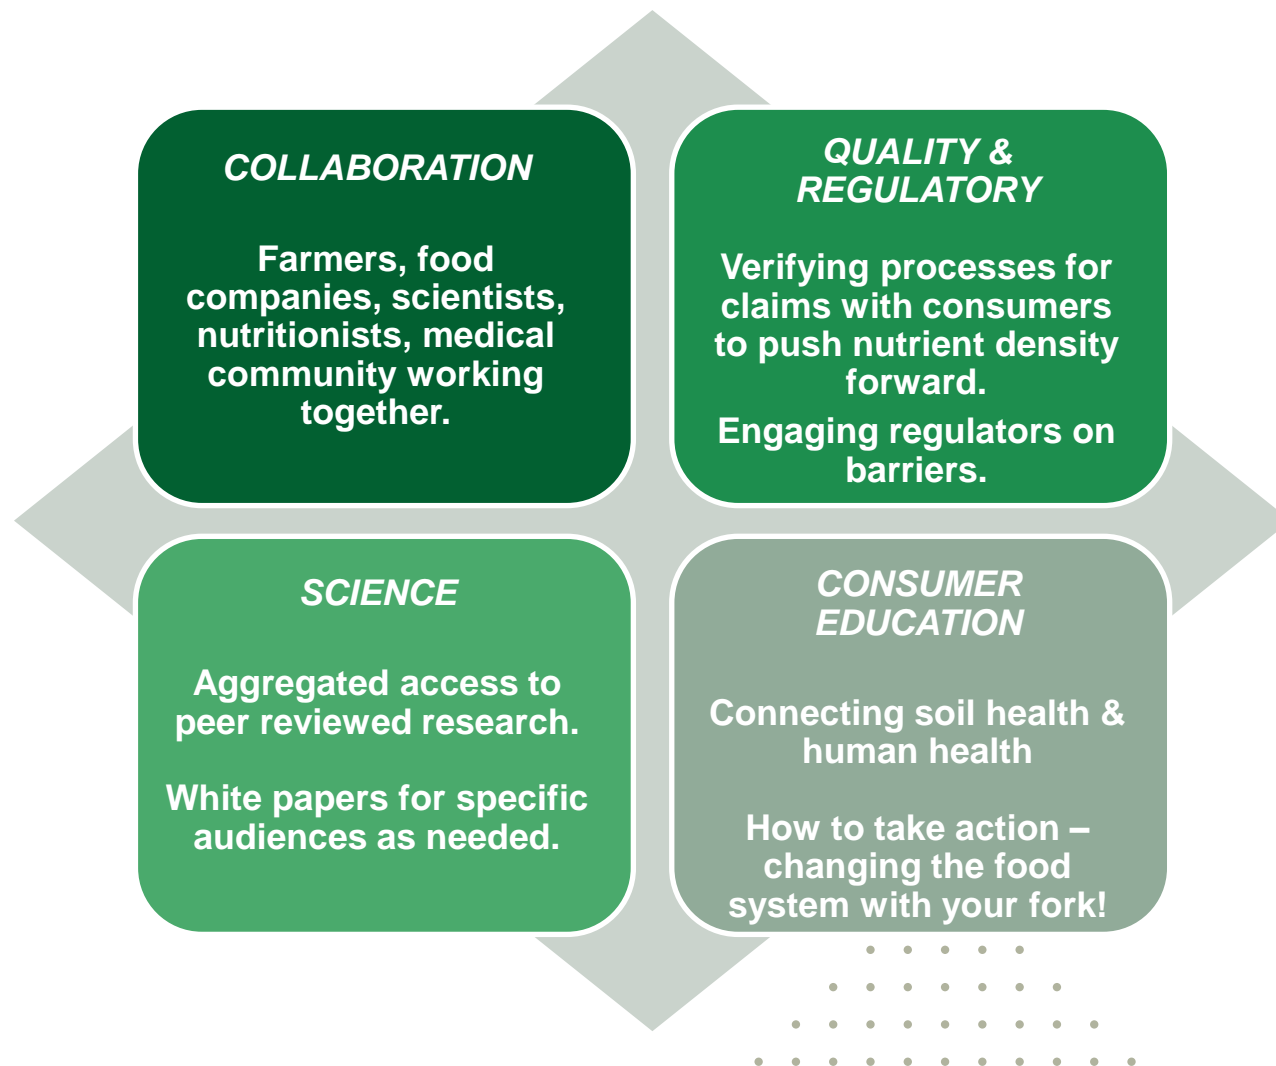 COLLABORATION
Farmers, food
companies, scientists,
nutritionists, medical
community working
together.
QUALITY &
REGULATORY
Verifying processes for
claims with consumers
to push nutrient density
forward.
Engaging regulators on
barriers.
SCIENCE
Aggregated access to
peer reviewed research.
White papers for specific
audiences as needed.
CONSUMER
EDUCATION
Connecting soil health &
human health
How to take action –
changing the food
system with your fork!